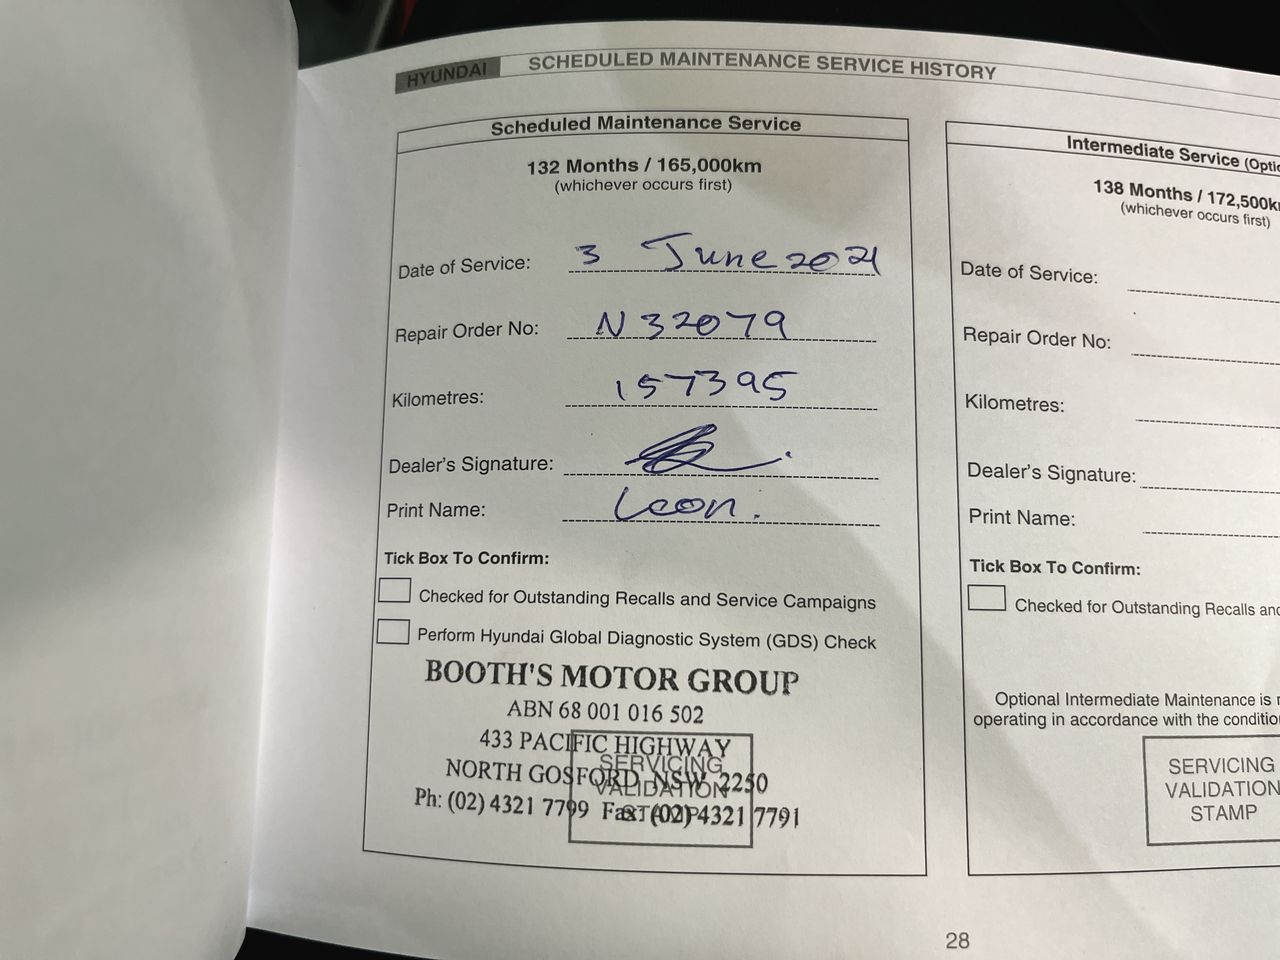 HYUNDAI SCHEDULED MAINTENANCE SERVICE HISTORY
Scheduled Maintenance Service
132 Months / 165,000km
(whichever occurs first)
Date of Service: 3 June 2021
Repair Order No: N32079
Kilometres: 157395
Dealer's Signature:
Print Name: Leon.
Tick Box To Confirm:
Checked for Outstanding Recalls and Service Campaigns
Perform Hyundai Global Diagnostic System (GDS) Check
BOOTH'S MOTOR GROUP
ABN 68 001 016 502
433 PACIFIC HIGHWAY
NORTH GOSFORD NSW 2250
Ph: (02) 4321 7799 Fax (02) 4321 7791
SERVICING
VALIDATION
STAMP
Intermediate Service (Optio
138 Months / 172,500k
(whichever occurs first)
Date of Service:
Repair Order No:
Kilometres:
Dealer's Signature:
Print Name:
Tick Box To Confirm:
Checked for Outstanding Recalls and
Optional Intermediate Maintenance is
operating in accordance with the conditio
SERVICING
VALIDATION
STAMP
28